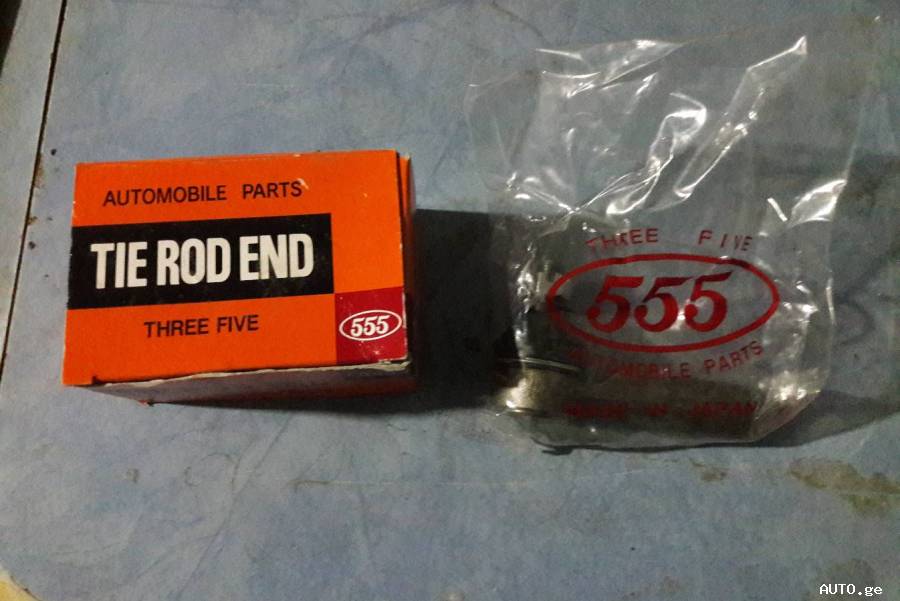 AUTOMOBILE PARTS
TIE ROD END
THREE FIVE
555
THREE FIVE
555
AUTOMOBILE PARTS
MADE IN JAPAN
AUTO.ge